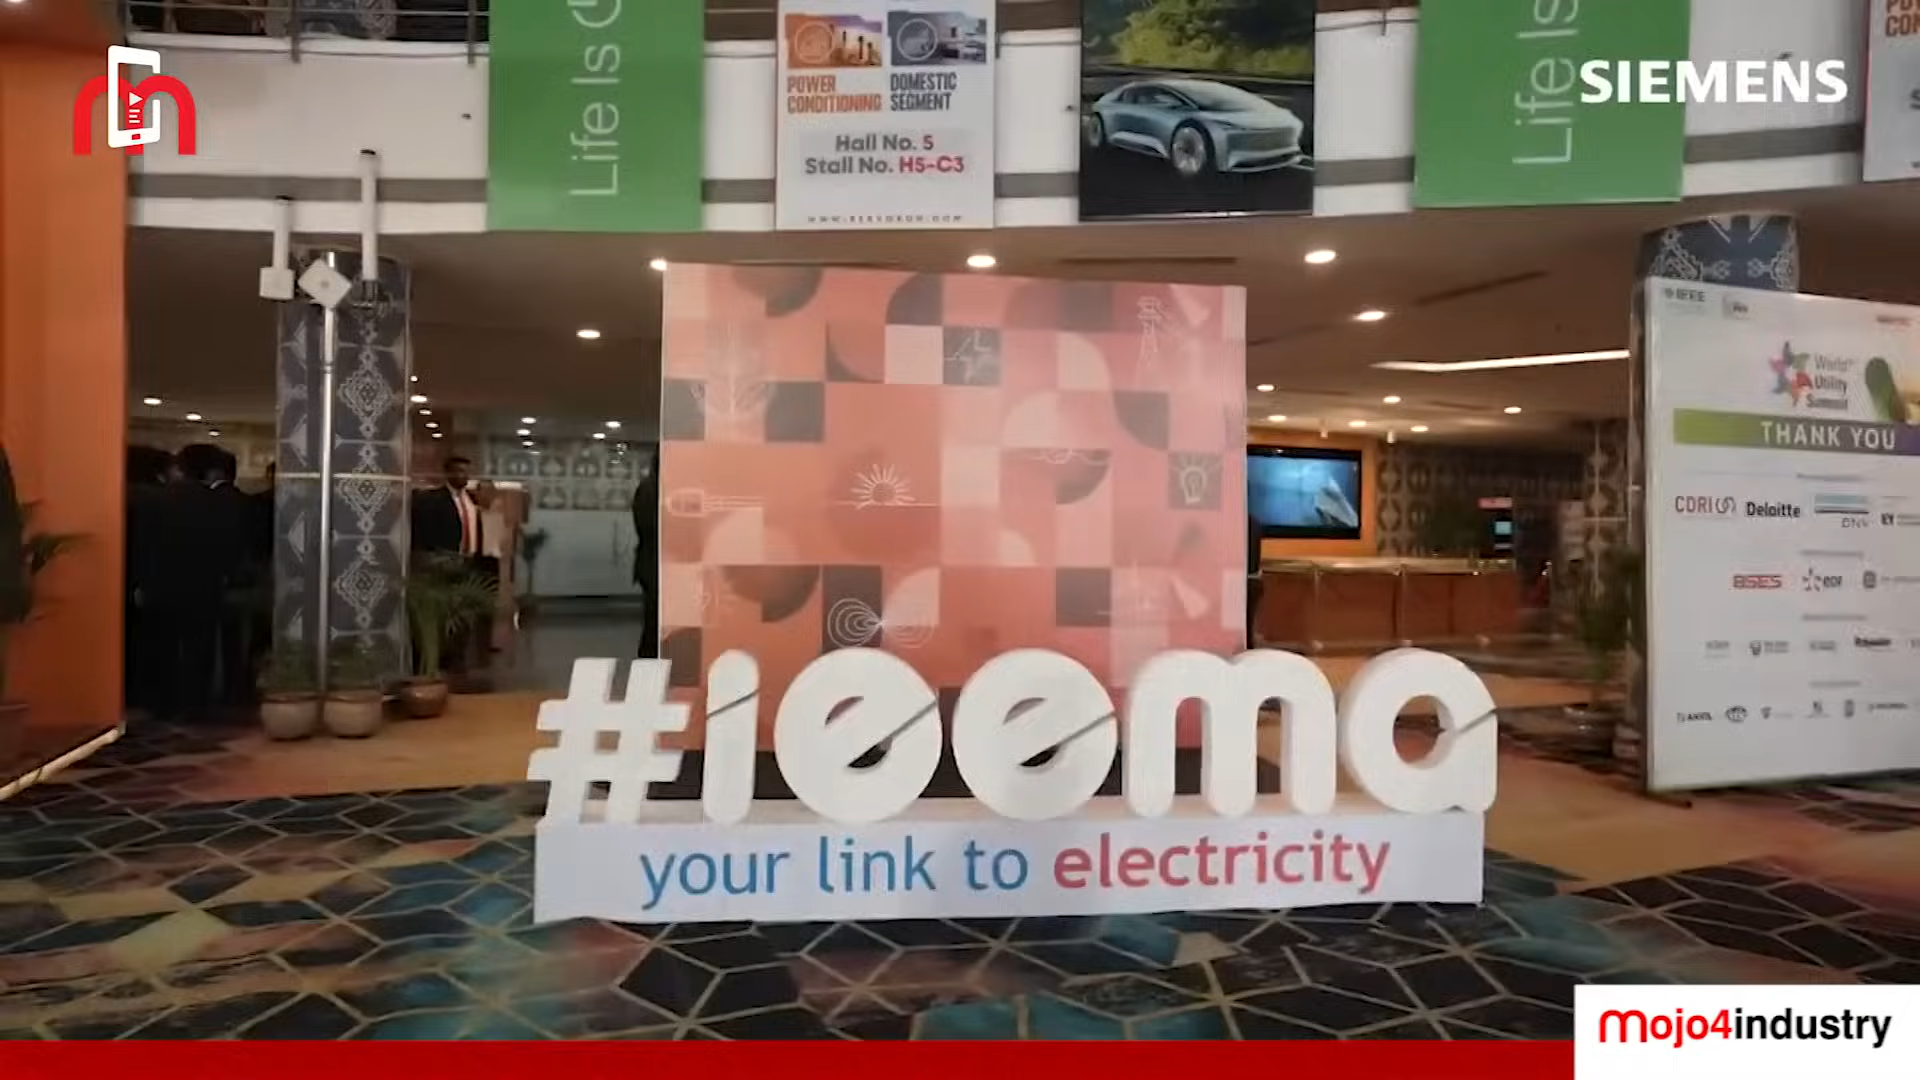 Life Is
POWER
CONDITIONING
DOMESTIC
SEGMENT
Hall No. 5
Stall No. H5-C3
Life Is
SIEMENS
IEEE
World
Utility
Summit
THANK YOU
CDRI
Deloitte
DNV
EY
BSES
eDF
#ieema
your link to electricity
mojo4industry